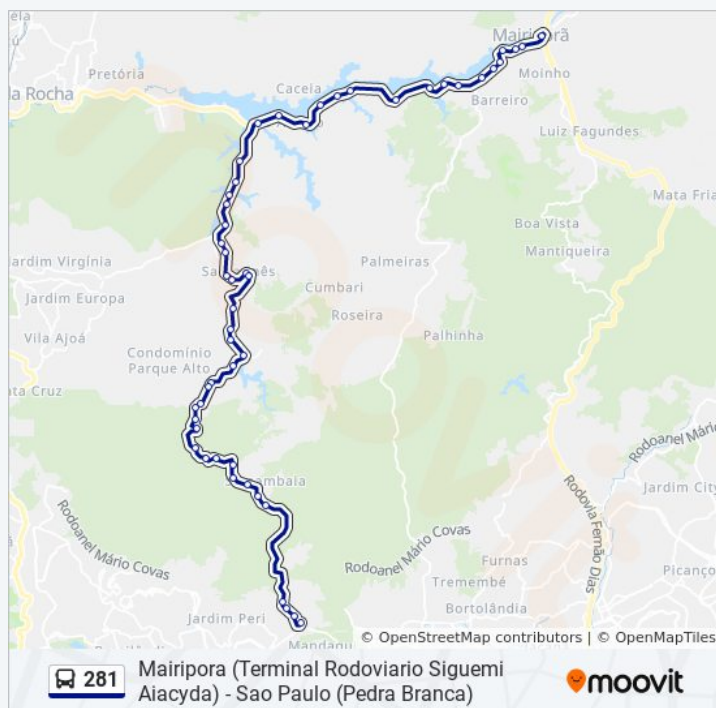 Pretória
Mairiporã
da Rocha
Caceia
Moinho
Barreiro
Luiz Fagundes
Mata Fria
Boa Vista
Jardim Virgínia
Palmeiras
Mantiqueira
Jardim Europa
Cumbari
Roseira
Vila Ajoá
Palhinha
Condomínio
Parque Alto
Rodoanel Mário
Jardim City
Rodoanel Mário Covas
Rodovia Fernão Dias
Rodoanel Mário Covas
Furnas
Picanço
Tremembé
Jardim Peri
Bortolândia
© OpenStreetMap contributors | © OpenMapTiles
281
Mairipora (Terminal Rodoviario Siguemi
Aiacyda) - Sao Paulo (Pedra Branca)
moovit